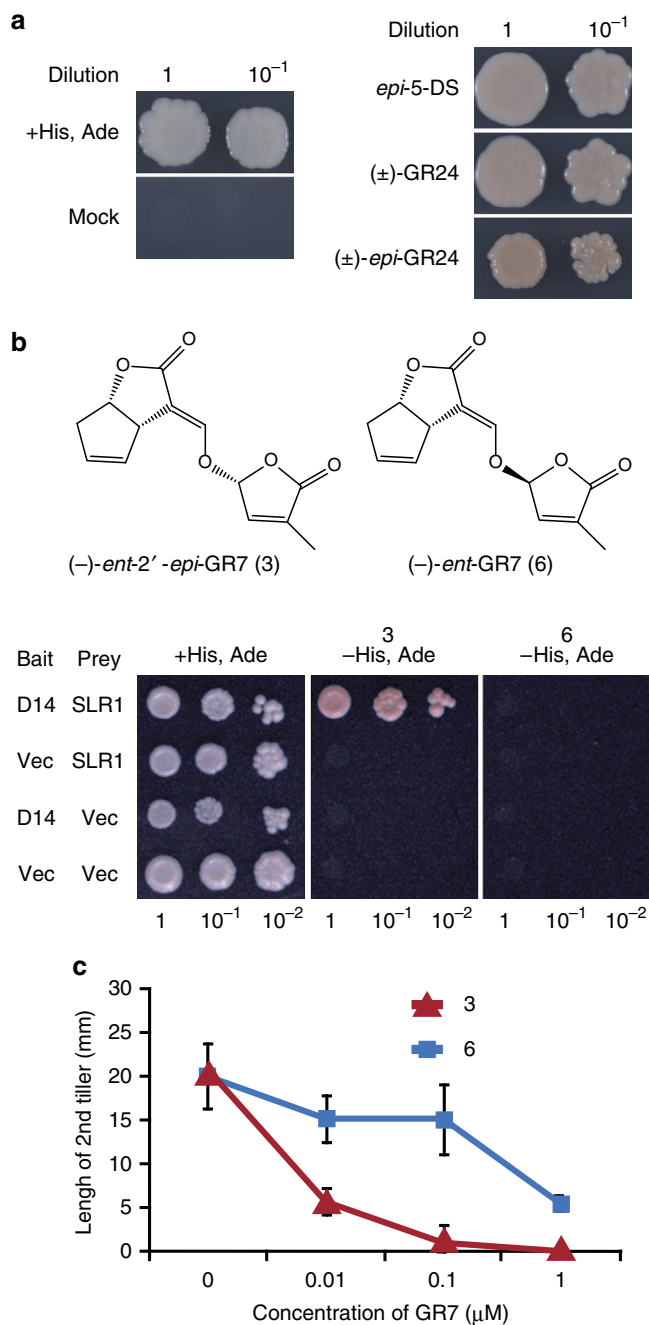 a
Dilution 1 10⁻¹
+His, Ade
Mock
Dilution 1 10⁻¹
epi-5-DS
(±)-GR24
(±)-epi-GR24
b
O O O O O
(–)-ent-2′ -epi-GR7 (3)
O O O O O
(–)-ent-GR7 (6)
Bait Prey +His, Ade
3
–His, Ade
6
–His, Ade
D14 SLR1
Vec SLR1
D14 Vec
Vec Vec
1 10⁻¹ 10⁻² 1 10⁻¹ 10⁻² 1 10⁻¹ 10⁻²
c
Lengh of 2nd tiller (mm)
30
25
20
15
10
5
0
3
6
0 0.01 0.1 1
Concentration of GR7 (μM)